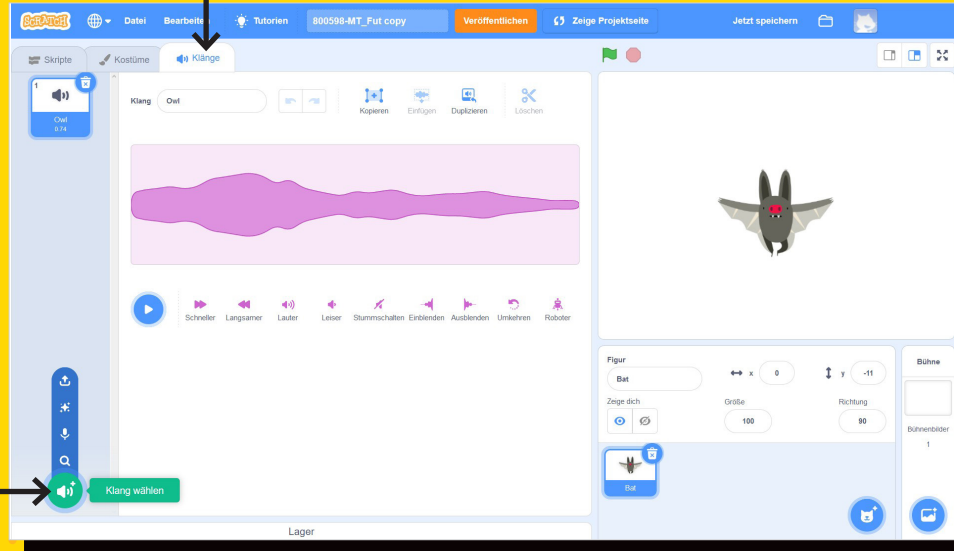 SCRATCH Datei Bearbeiten Tutorien 800598-MT_Fut copy Veröffentlichen Zeige Projektseite Jetzt speichern
Skripte Kostüme Klänge
1
Owl
0.74
Klang Owl Kopieren Einfügen Duplizieren Löschen
Schneller Langsamer Lauter Leiser Stummschalten Einblenden Ausblenden Umkehren Roboter
Klang wählen
Lager
Figur
Bat x 0 y -11
Zeige dich Größe Richtung
100 90
Bat
Bühne
Bühnenbilder
1